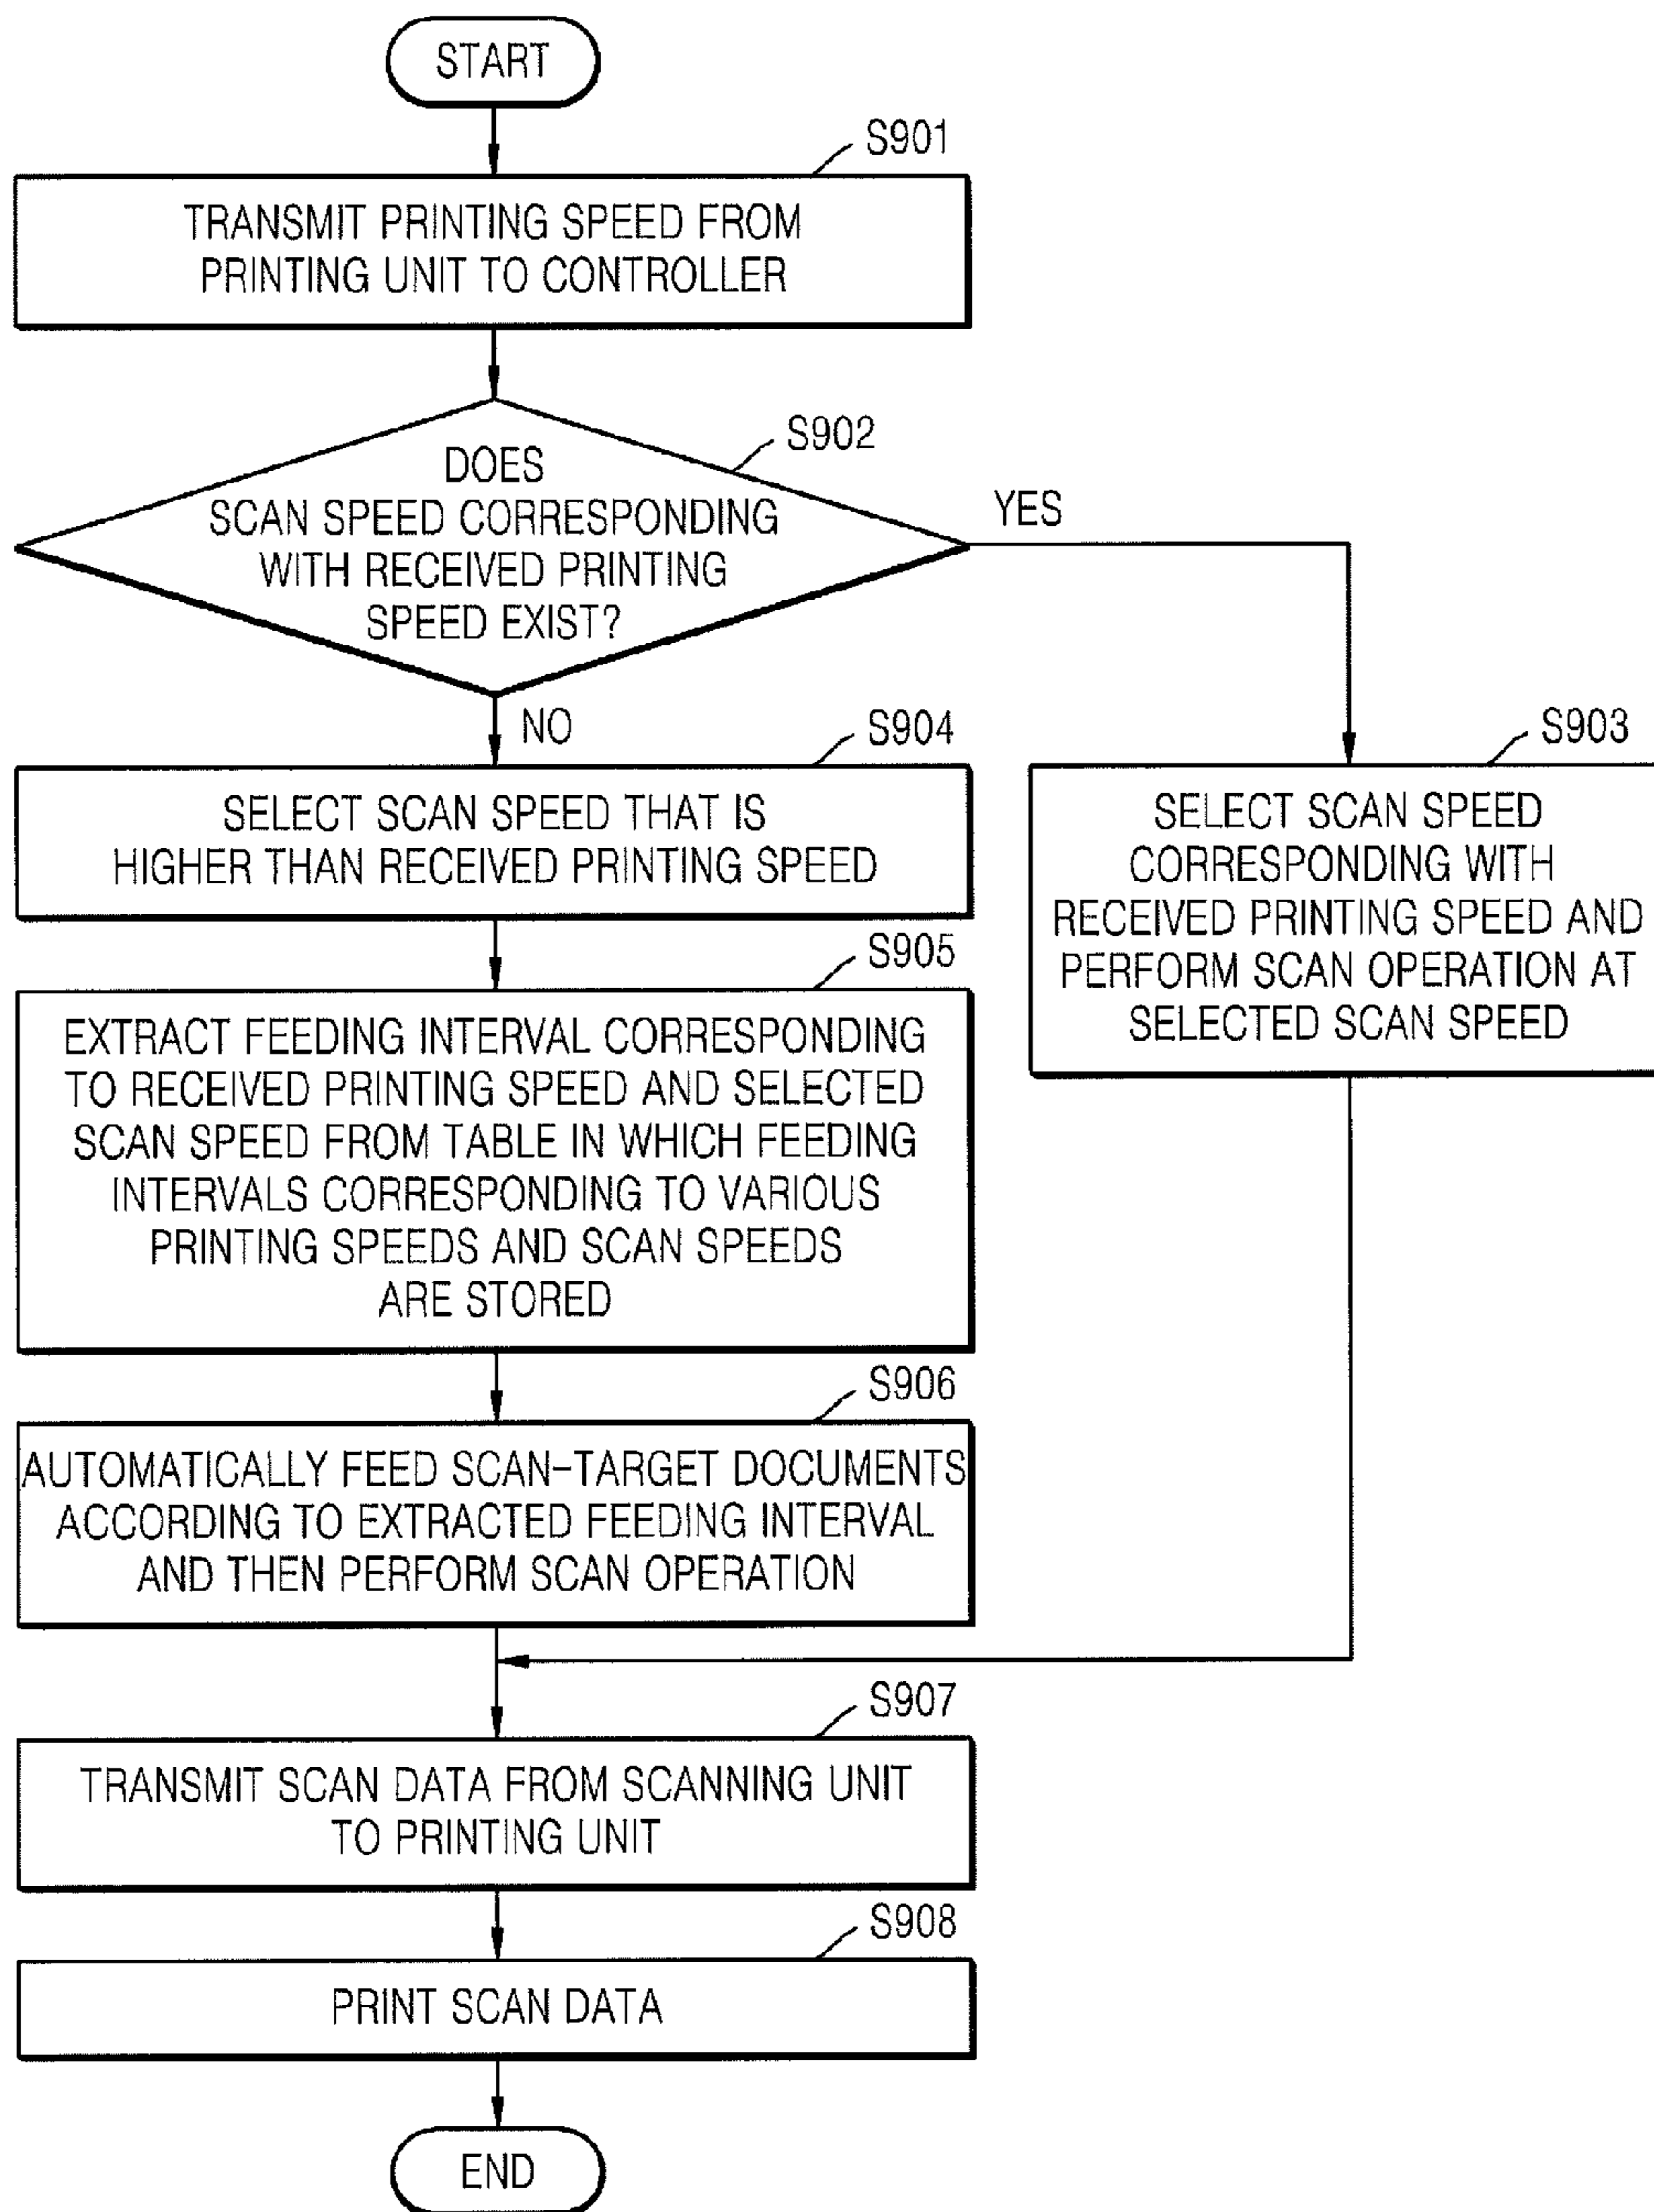 START
S901
TRANSMIT PRINTING SPEED FROM
PRINTING UNIT TO CONTROLLER
S902
DOES
SCAN SPEED CORRESPONDING
WITH RECEIVED PRINTING
SPEED EXIST?
YES
NO
S904
SELECT SCAN SPEED THAT IS
HIGHER THAN RECEIVED PRINTING SPEED
S903
SELECT SCAN SPEED
CORRESPONDING WITH
RECEIVED PRINTING SPEED AND
PERFORM SCAN OPERATION AT
SELECTED SCAN SPEED
S905
EXTRACT FEEDING INTERVAL CORRESPONDING
TO RECEIVED PRINTING SPEED AND SELECTED
SCAN SPEED FROM TABLE IN WHICH FEEDING
INTERVALS CORRESPONDING TO VARIOUS
PRINTING SPEEDS AND SCAN SPEEDS
ARE STORED
S906
AUTOMATICALLY FEED SCAN-TARGET DOCUMENTS
ACCORDING TO EXTRACTED FEEDING INTERVAL
AND THEN PERFORM SCAN OPERATION
S907
TRANSMIT SCAN DATA FROM SCANNING UNIT
TO PRINTING UNIT
S908
PRINT SCAN DATA
END